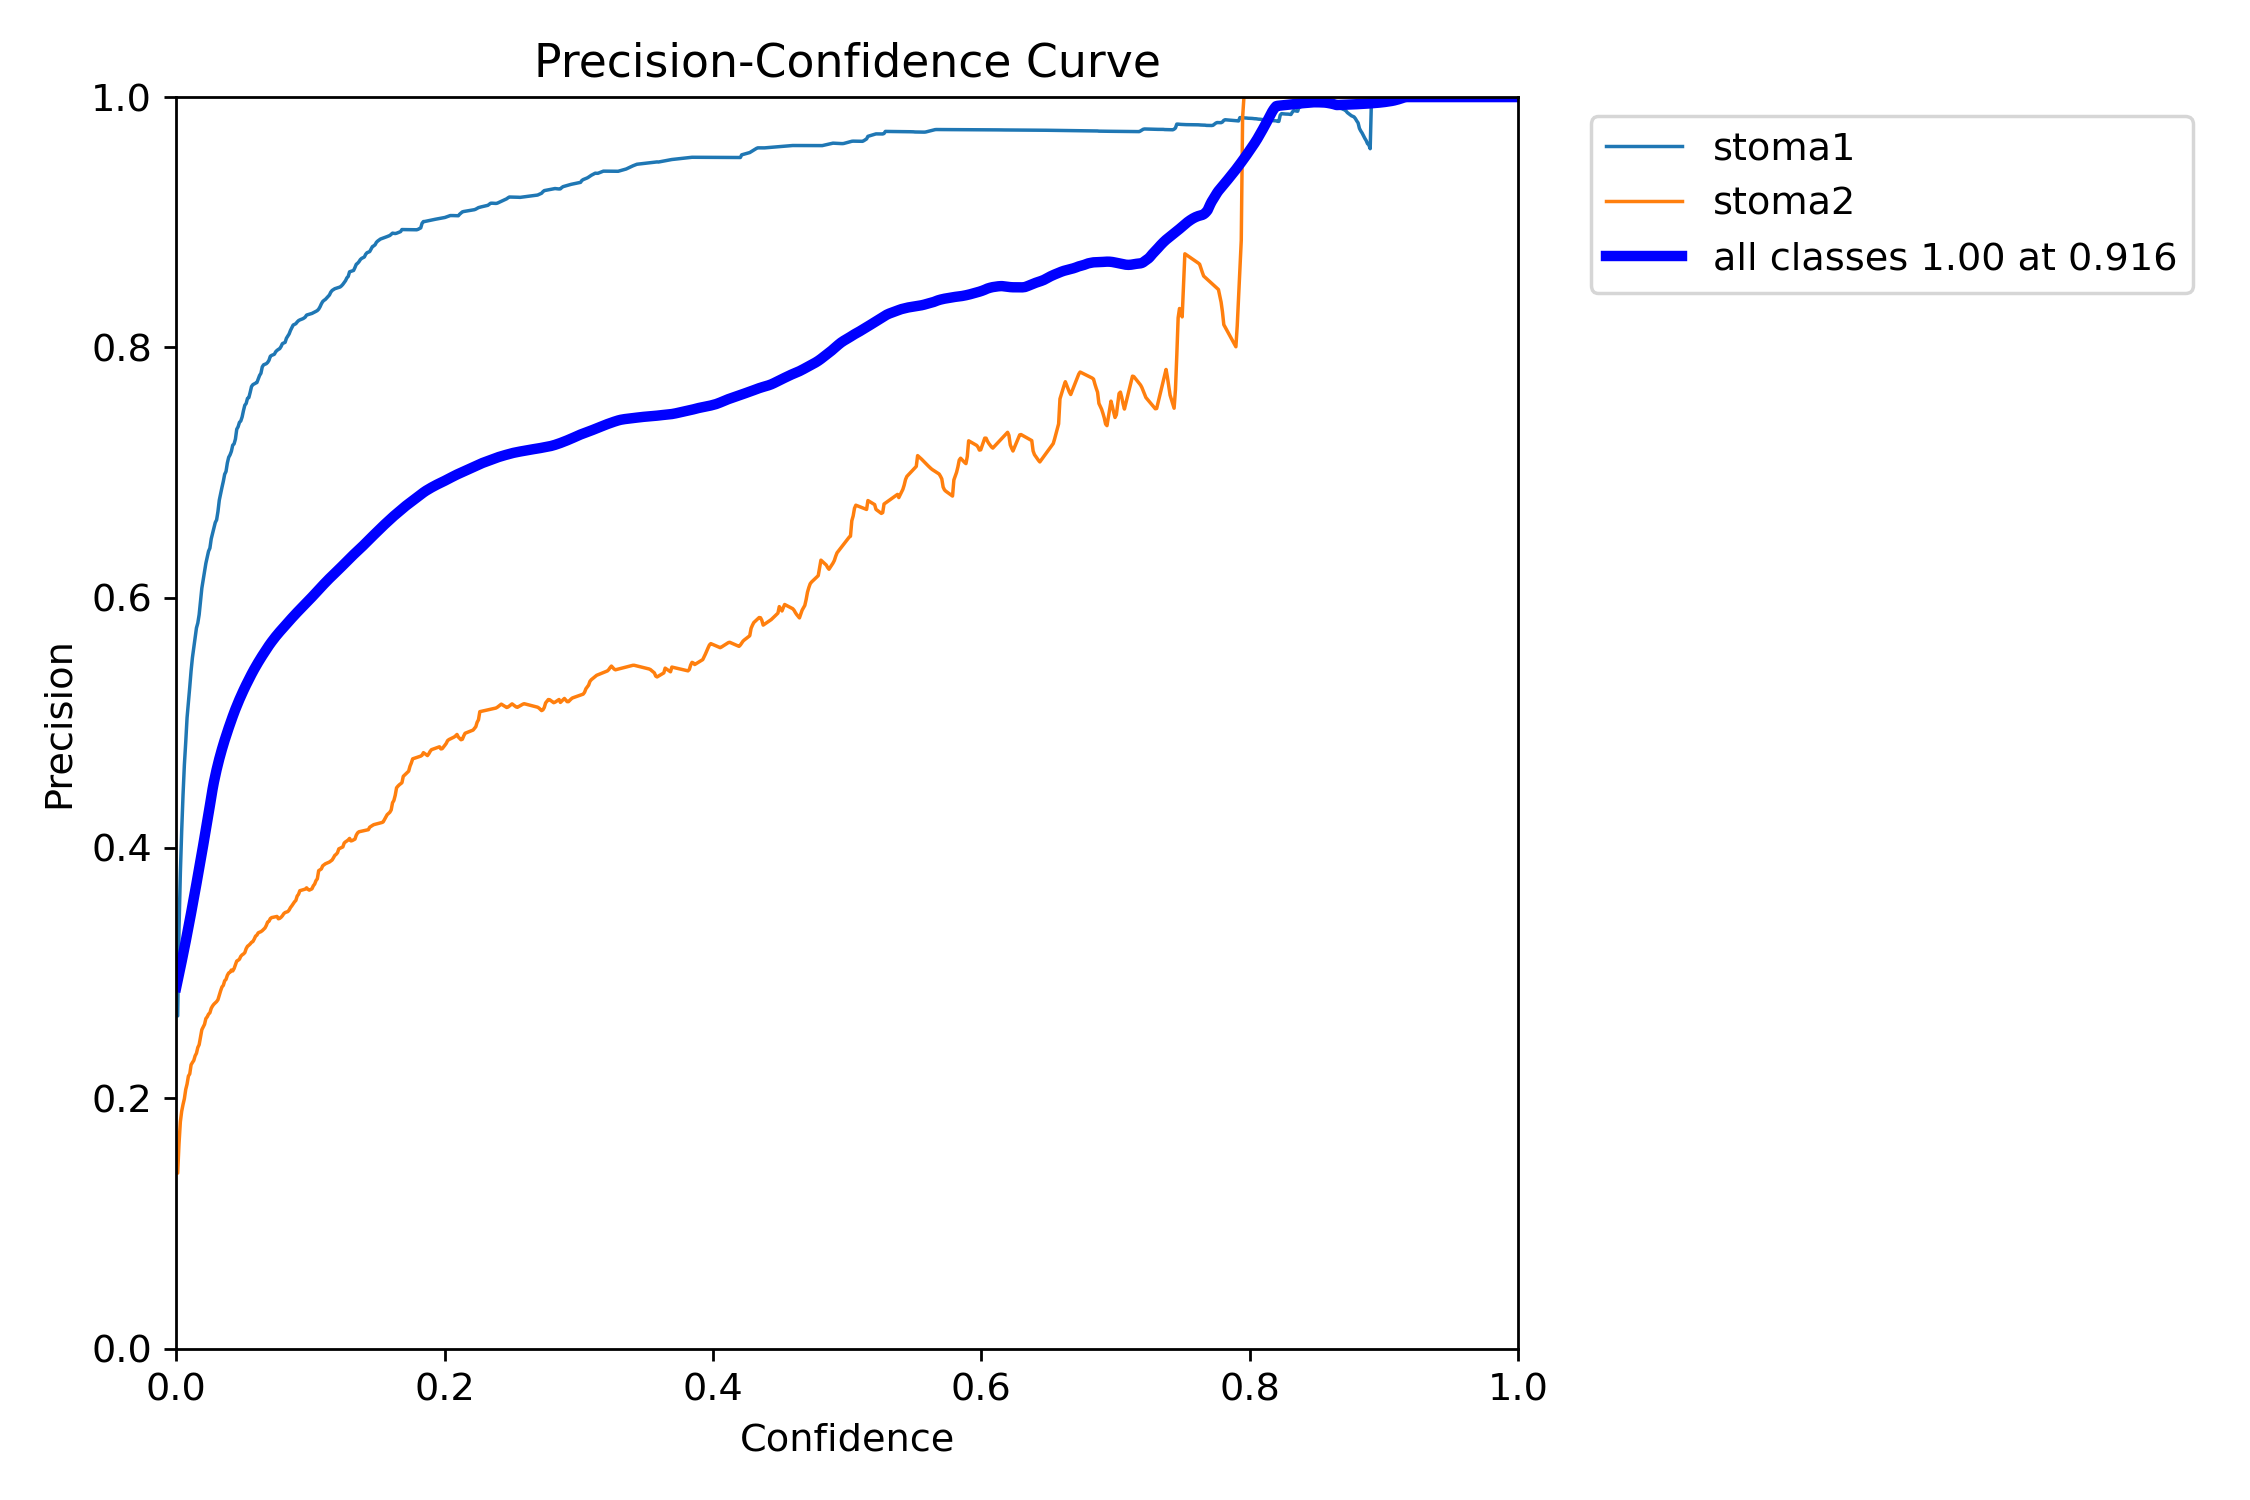 Precision-Confidence Curve
1.0
0.8
0.6
0.4
0.2
0.0
Precision
0.0 0.2 0.4 0.6 0.8 1.0
Confidence
stoma1
stoma2
all classes 1.00 at 0.916